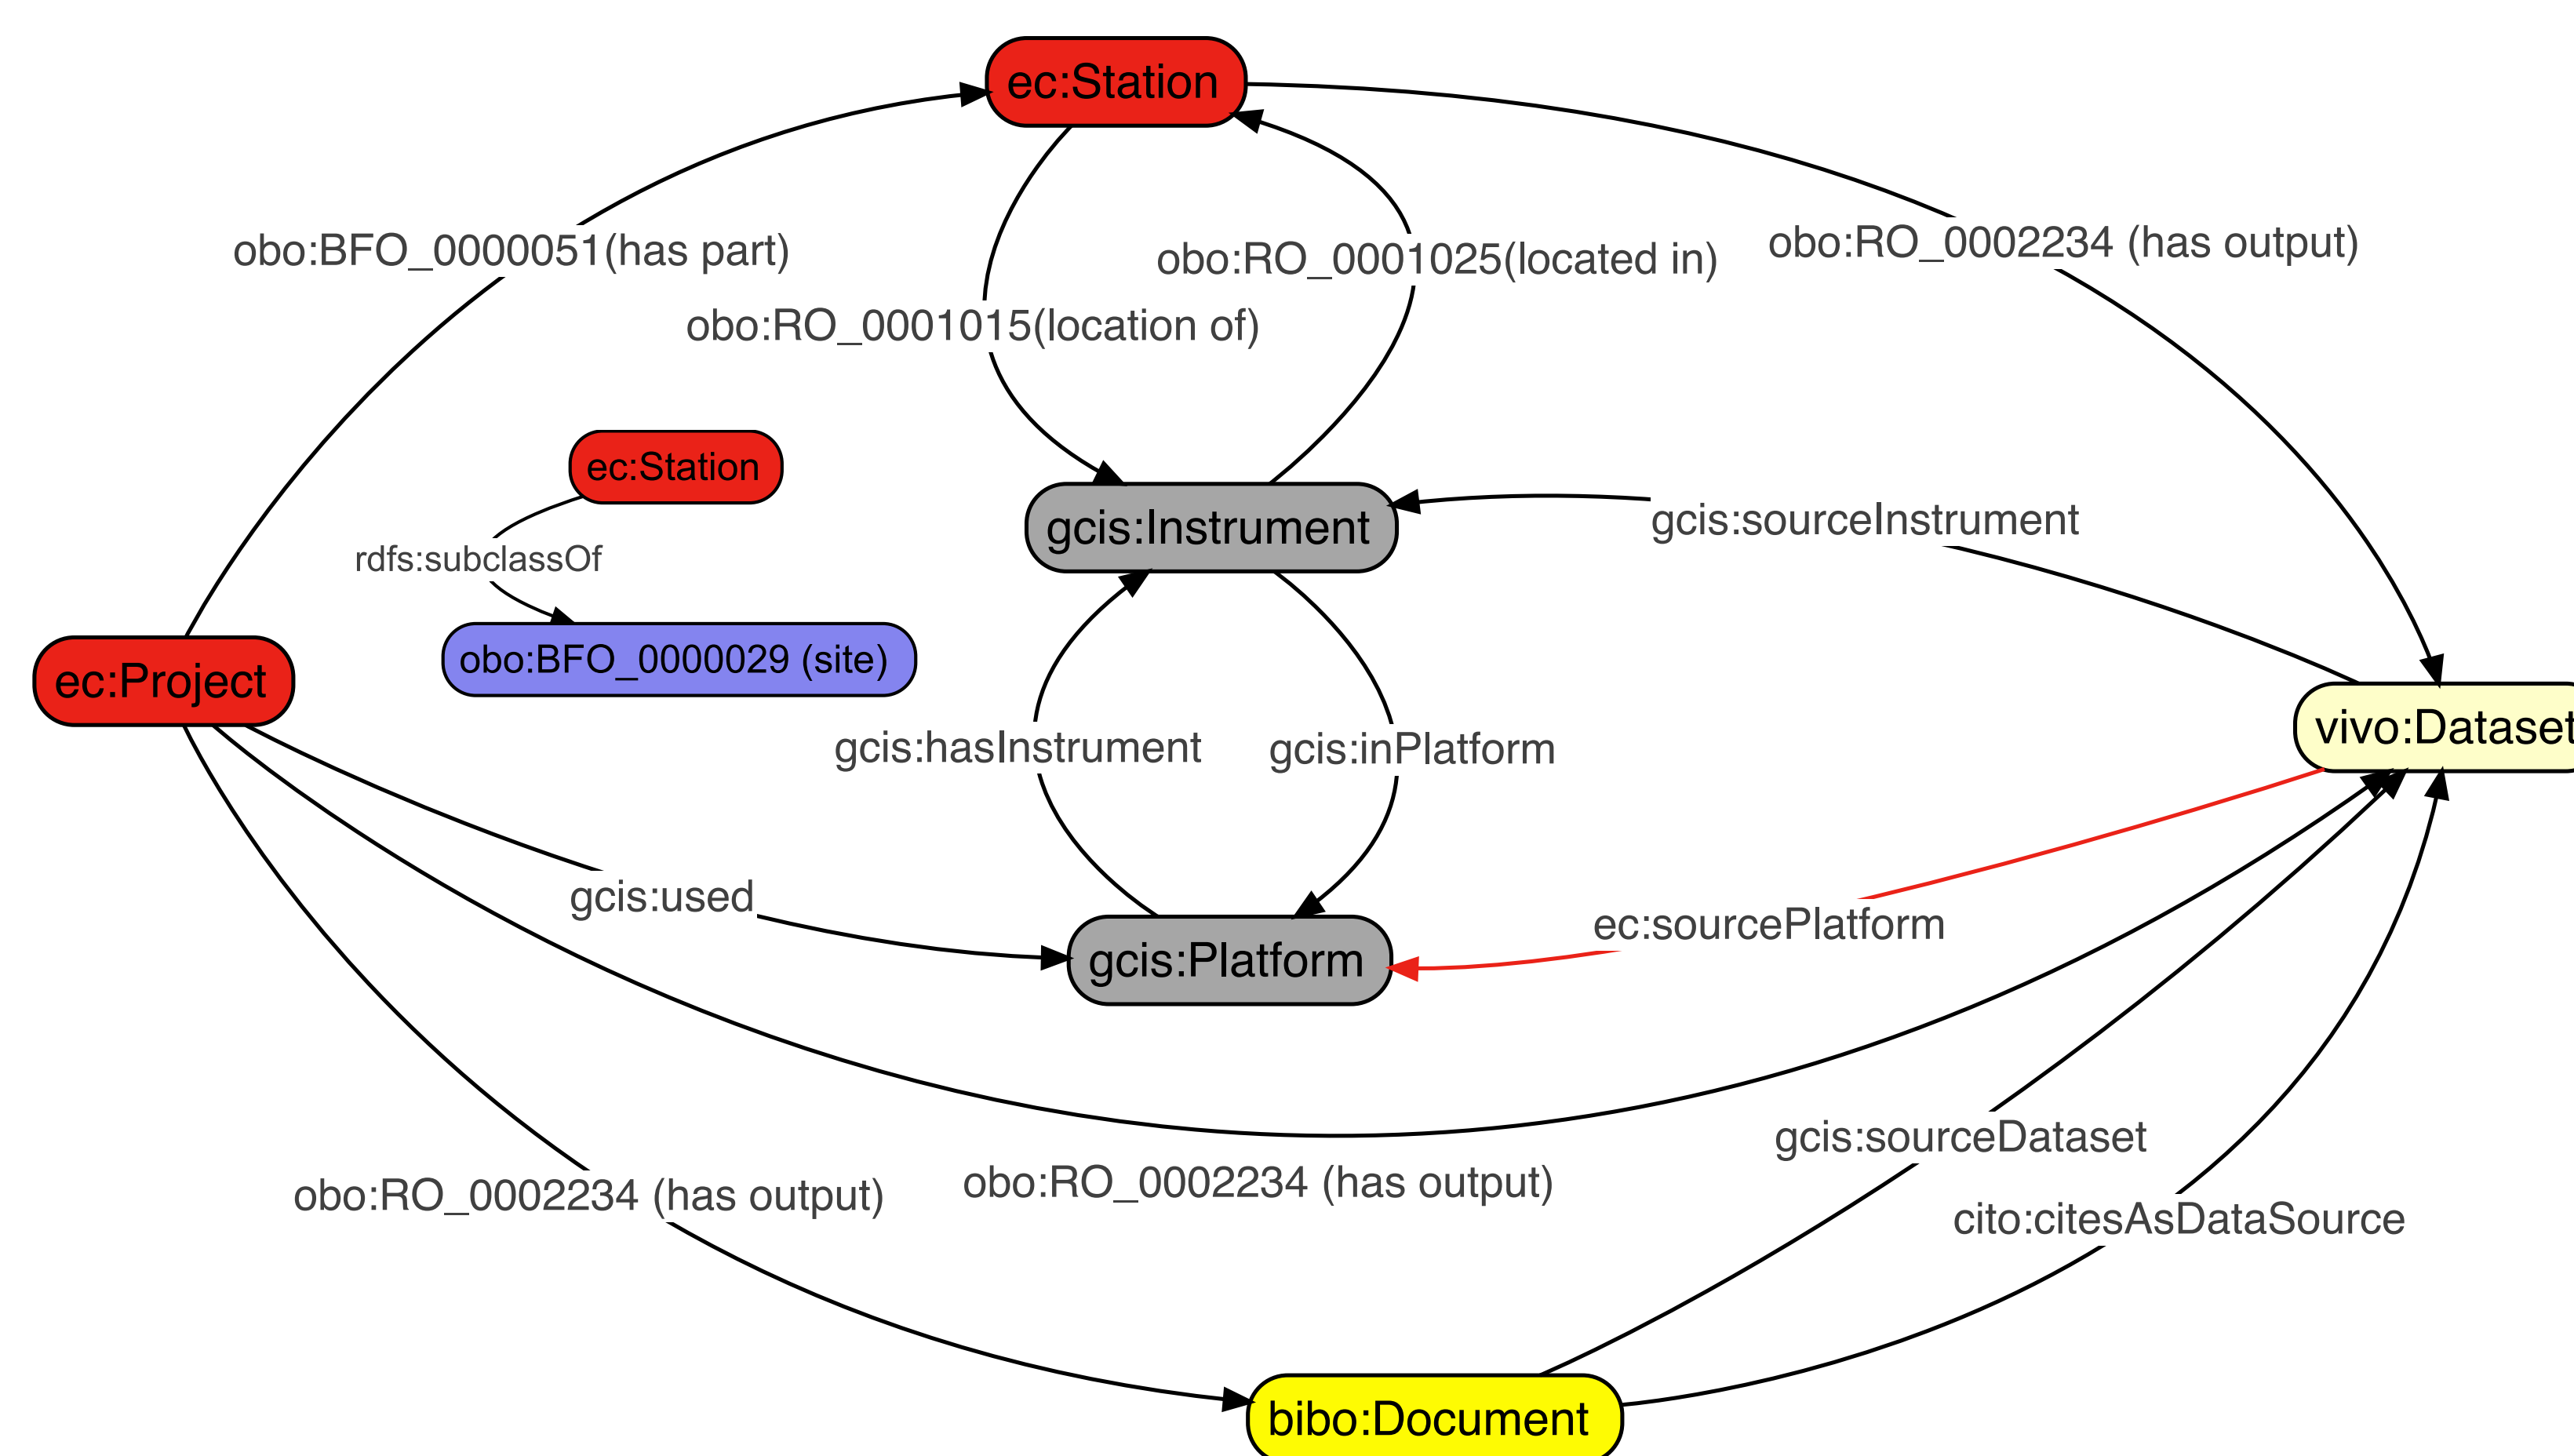 ec:Station
obo:BFO_0000051(has part)
obo:RO_0001025(located in)
obo:RO_0002234 (has output)
obo:RO_0001015(location of)
ec:Station
gcis:Instrument
gcis:sourceInstrument
rdfs:subclassOf
obo:BFO_0000029 (site)
ec:Project
vivo:Dataset
gcis:hasInstrument
gcis:inPlatform
gcis:used
ec:sourcePlatform
gcis:Platform
gcis:sourceDataset
obo:RO_0002234 (has output)
obo:RO_0002234 (has output)
cito:citesAsDataSource
bibo:Document